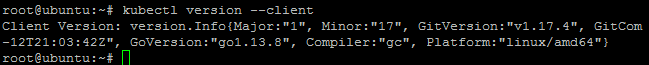 root@ubuntu:~# kubectl version --client
Client Version: version.Info{Major:"1", Minor:"17", GitVersion:"v1.17.4", GitCom
-12T21:03:42Z", GoVersion:"go1.13.8", Compiler:"gc", Platform:"linux/amd64"}
root@ubuntu:~#